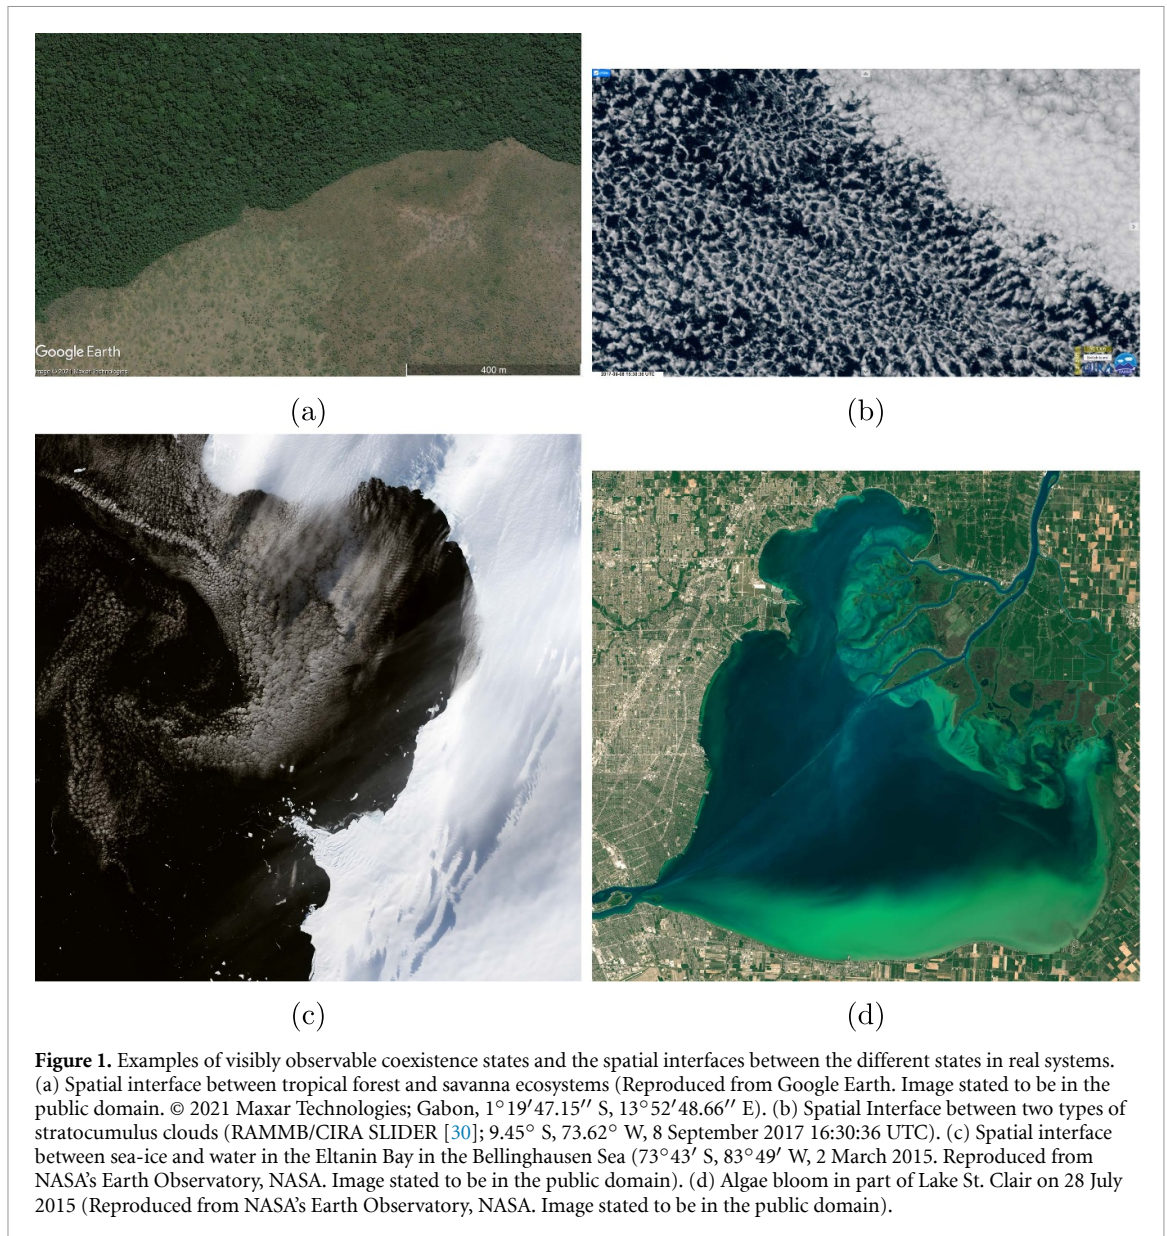 Google Earth
400 m
(a)
(b)
(c)
(d)
Figure 1. Examples of visibly observable coexistence states and the spatial interfaces between the different states in real systems.
(a) Spatial interface between tropical forest and savanna ecosystems (Reproduced from Google Earth. Image stated to be in the
public domain. © 2021 Maxar Technologies; Gabon, 1°19′47.15′′ S, 13°52′48.66′′ E). (b) Spatial Interface between two types of
stratocumulus clouds (RAMMB/CIRA SLIDER [30]; 9.45° S, 73.62° W, 8 September 2017 16:30:36 UTC). (c) Spatial interface
between sea-ice and water in the Eltanin Bay in the Bellinghausen Sea (73°43′ S, 83°49′ W, 2 March 2015. Reproduced from
NASA's Earth Observatory, NASA. Image stated to be in the public domain). (d) Algae bloom in part of Lake St. Clair on 28 July
2015 (Reproduced from NASA's Earth Observatory, NASA. Image stated to be in the public domain).